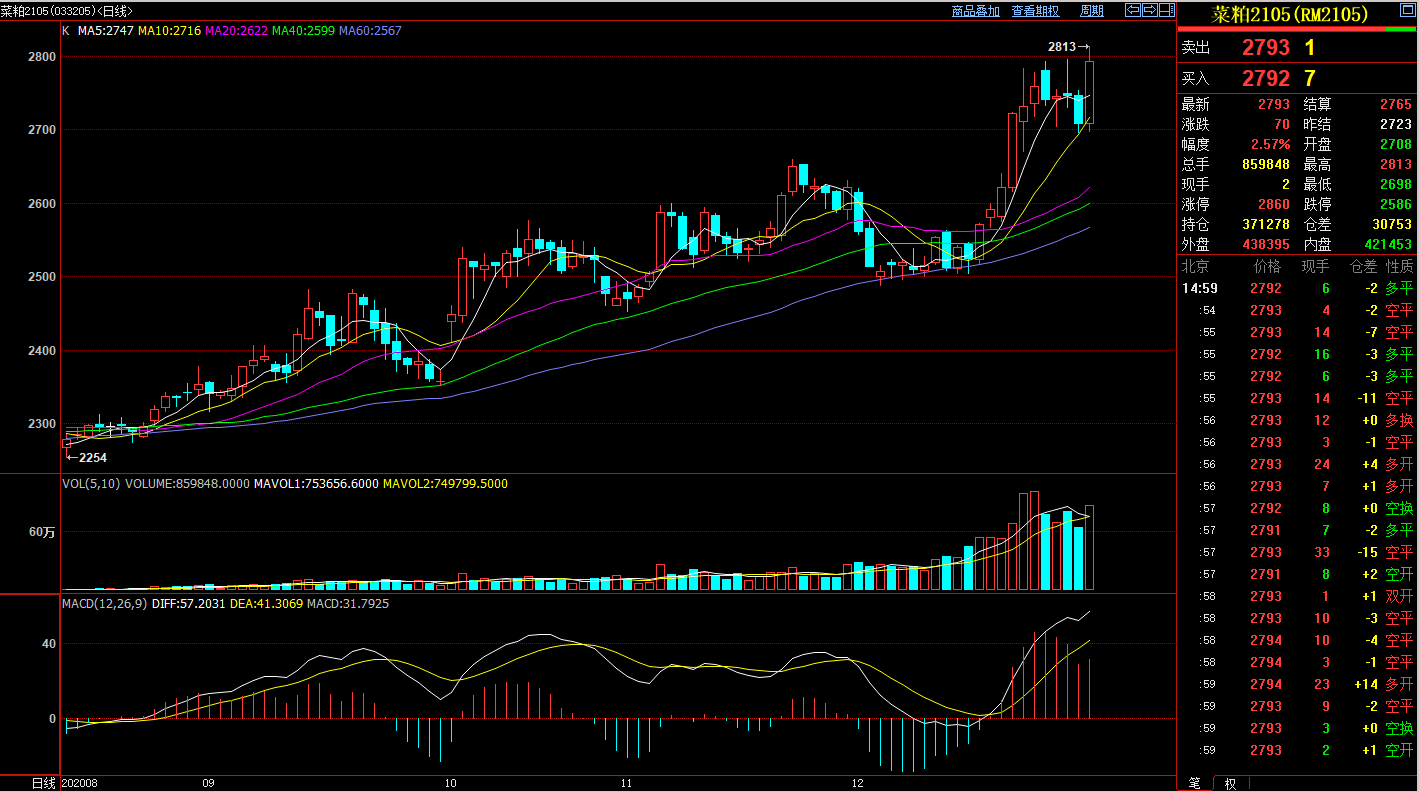 菜粕2105(033205)<日线>
商品叠加 查看期权 周期
K MA5:2747 MA10:2716 MA20:2622 MA40:2599 MA60:2567
2813
2800
2700
2600
2500
2400
2300
2254
VOL(5,10) VOLUME:859848.0000 MAVOL1:753656.6000 MAVOL2:749799.5000
60万
MACD(12,26,9) DIFF:57.2031 DEA:41.3069 MACD:31.7925
40
0
日线 202008 09 10 11 12
菜粕2105(RM2105)
卖出 2793 1
买入 2792 7
最新 2793 结算 2765
涨跌 70 昨结 2723
幅度 2.57% 开盘 2708
总手 859848 最高 2813
现手 2 最低 2698
涨停 2860 跌停 2586
持仓 371278 仓差 30753
外盘 438395 内盘 421453
北京 价格 现手 仓差 性质
14:59 2792 6 -2 多平
:54 2793 4 -2 空平
:55 2793 14 -7 空平
:55 2792 16 -3 多平
:55 2792 6 -3 多平
:55 2793 14 -11 空平
:56 2793 12 +0 多换
:56 2793 3 -1 空平
:56 2793 24 +4 多开
:56 2793 7 +1 多开
:57 2792 8 +0 空换
:57 2791 7 -2 多平
:57 2793 33 -15 空平
:57 2791 8 +2 空开
:58 2793 1 +1 双开
:58 2793 10 -3 空平
:58 2794 10 -4 空平
:58 2794 3 -1 空平
:59 2794 23 +14 多开
:59 2793 9 -2 空平
:59 2793 3 +0 空换
:59 2793 2 +1 空开
笔 权